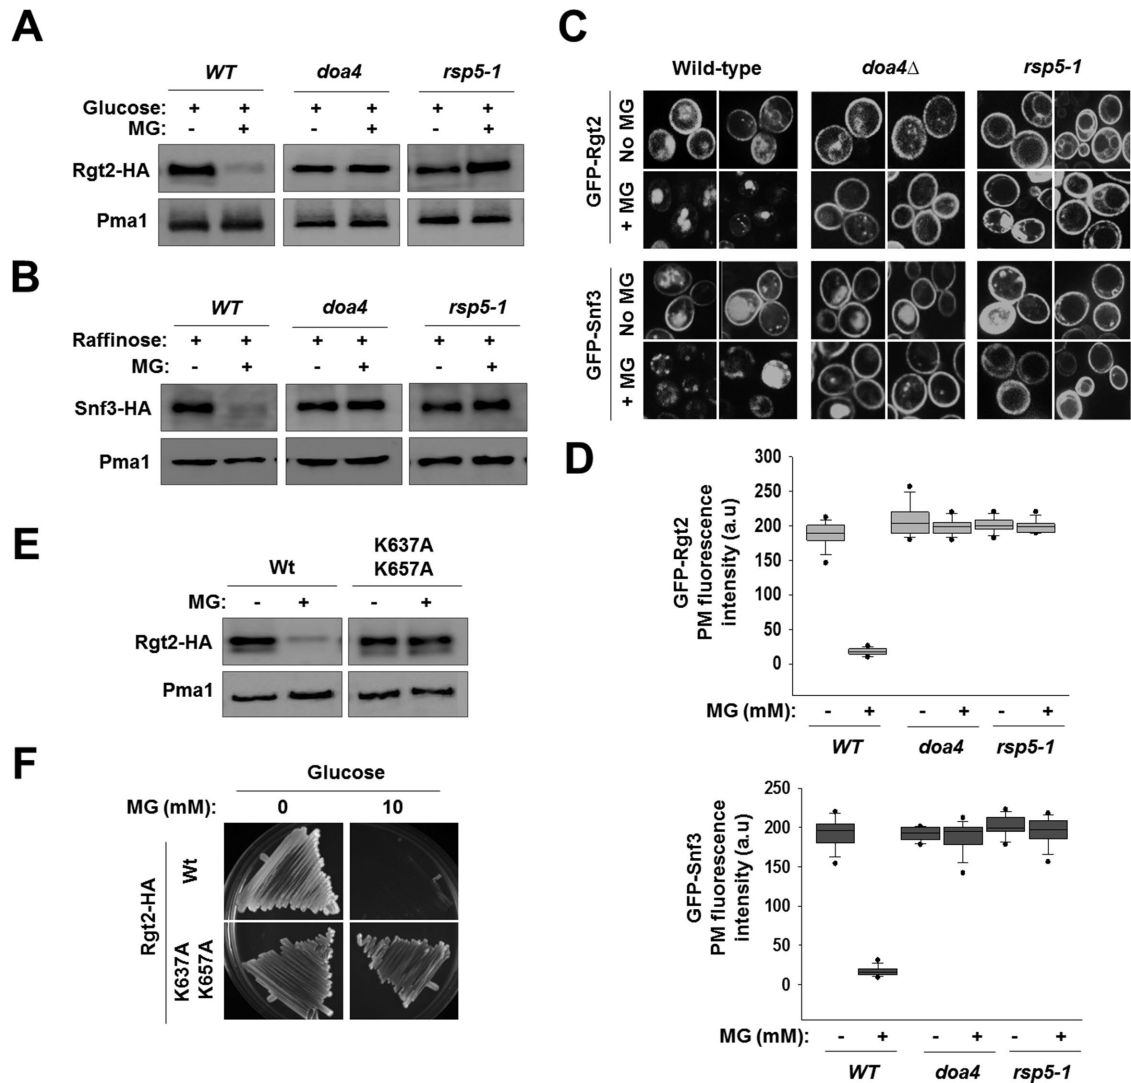 A
WT doa4 rsp5-1
Glucose: + + + + + +
MG: - + - + - +
Rgt2-HA
Pma1
B
WT doa4 rsp5-1
Raffinose: + + + + + +
MG: - + - + - +
Snf3-HA
Pma1
C
Wild-type doa4Δ rsp5-1
GFP-Rgt2
No MG
+ MG
GFP-Snf3
No MG
+ MG
D
GFP-Rgt2
PM fluorescence
intensity (a.u)
300
250
200
150
100
50
0
MG (mM): - + - + - +
WT doa4 rsp5-1
GFP-Snf3
PM fluorescence
intensity (a.u)
250
200
150
100
50
0
MG (mM): - + - + - +
WT doa4 rsp5-1
E
Wt K637A
K657A
MG: - + - +
Rgt2-HA
Pma1
F
Glucose
MG (mM): 0 10
Rgt2-HA
Wt
K637A
K657A